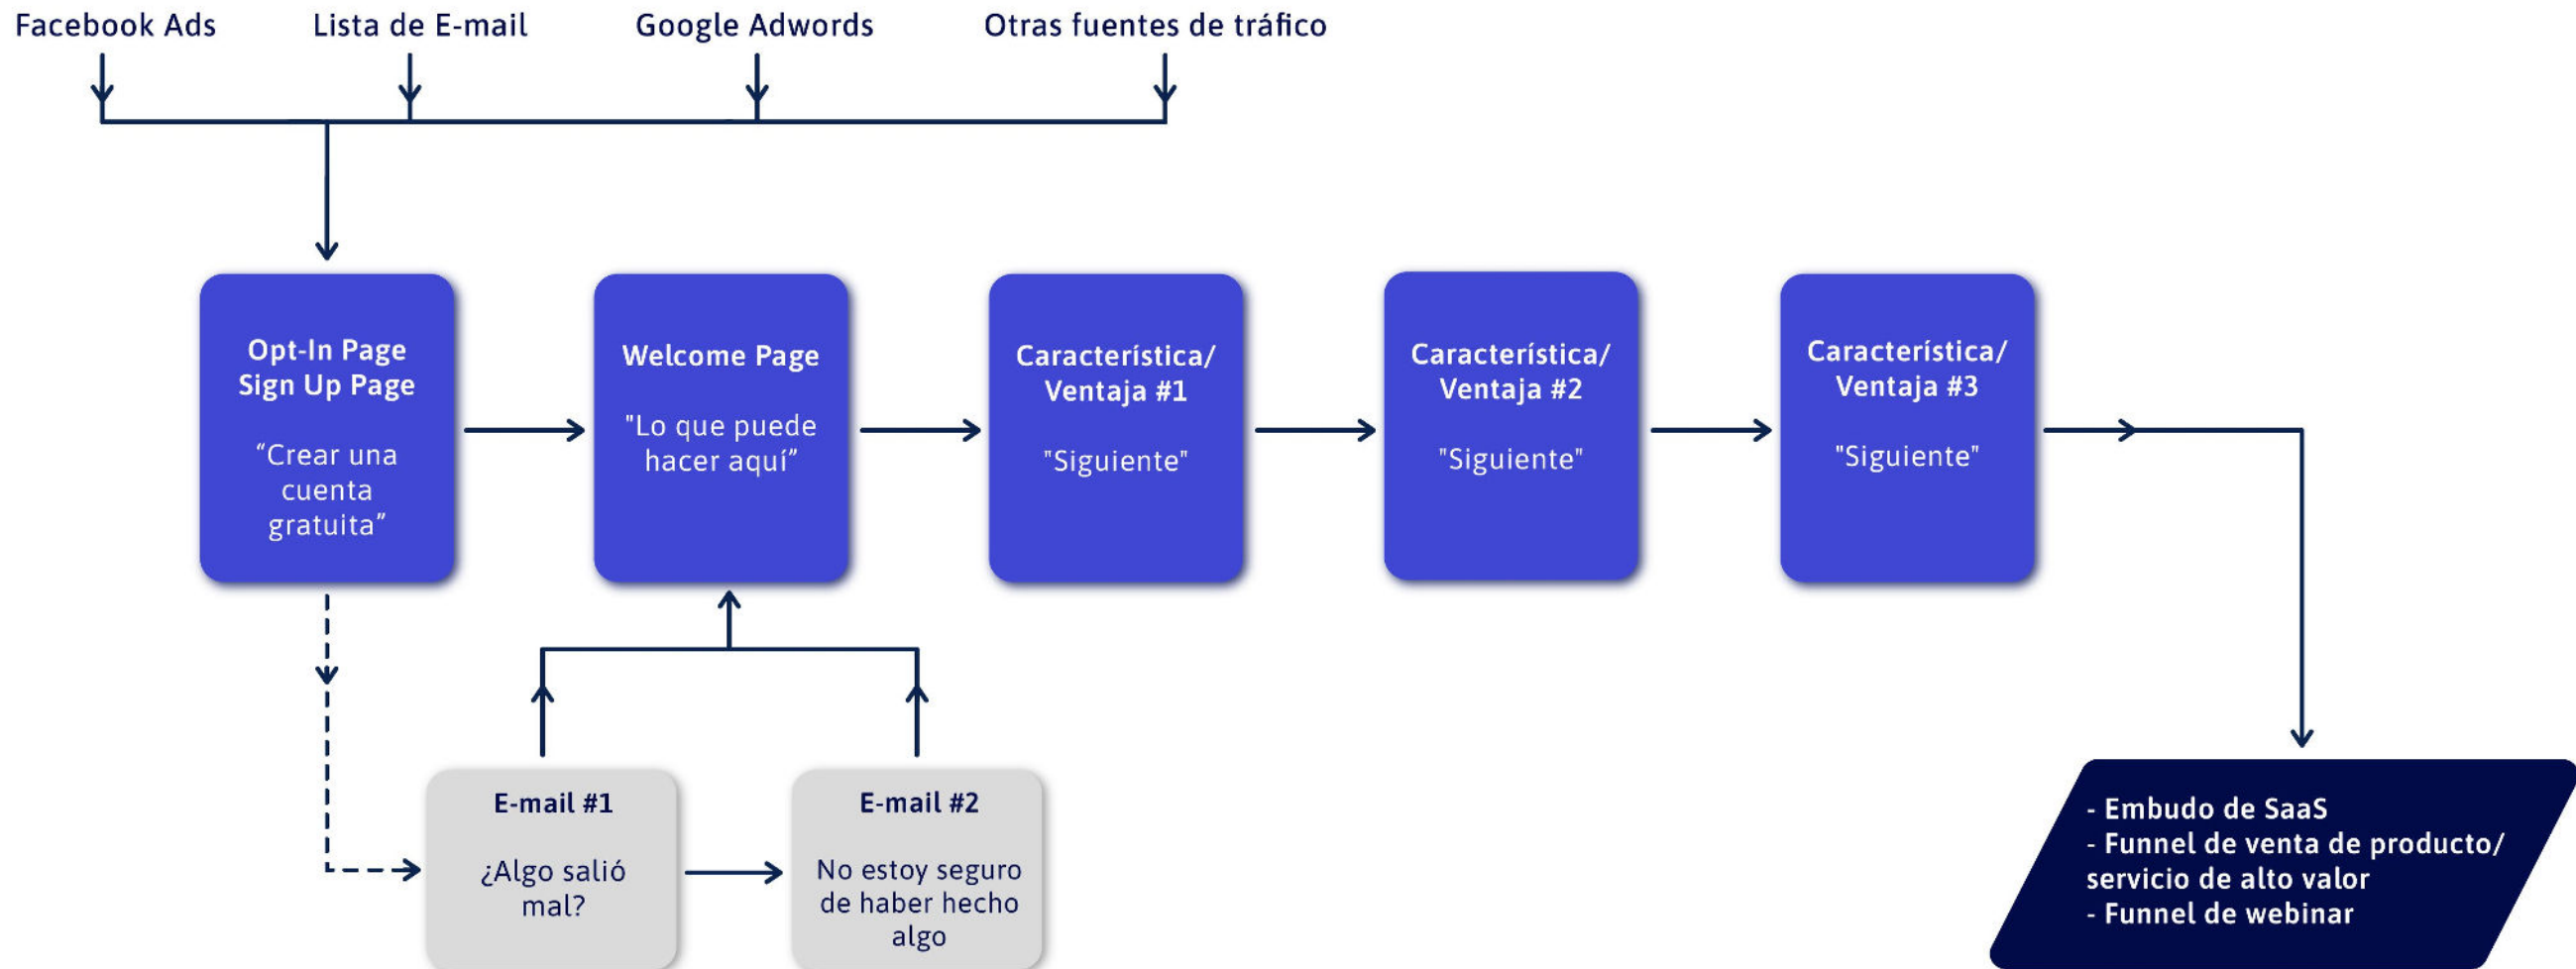 Facebook Ads
Lista de E-mail
Google Adwords
Otras fuentes de tráfico
Opt-In Page
Sign Up Page
“Crear una
cuenta
gratuita”
Welcome Page
"Lo que puede
hacer aquí”
Característica/
Ventaja #1
"Siguiente"
Característica/
Ventaja #2
"Siguiente"
Característica/
Ventaja #3
"Siguiente"
E-mail #1
¿Algo salió
mal?
E-mail #2
No estoy seguro
de haber hecho
algo
- Embudo de SaaS
- Funnel de venta de producto/
servicio de alto valor
- Funnel de webinar